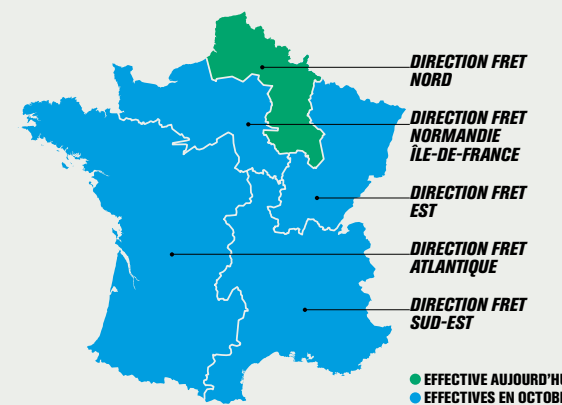 DIRECTION FRET
NORD
DIRECTION FRET
NORMANDIE
ÎLE-DE-FRANCE
DIRECTION FRET
EST
DIRECTION FRET
ATLANTIQUE
DIRECTION FRET
SUD-EST
EFFECTIVE
EFFECTIVES EN